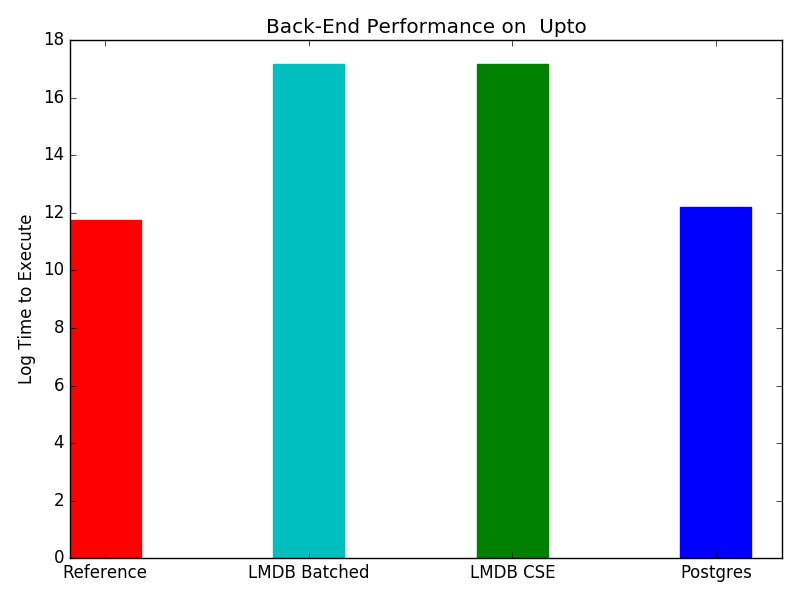 Back-End Performance on  Upto
Log Time to Execute
18
16
14
12
10
8
6
4
2
0
Reference
LMDB Batched
LMDB CSE
Postgres